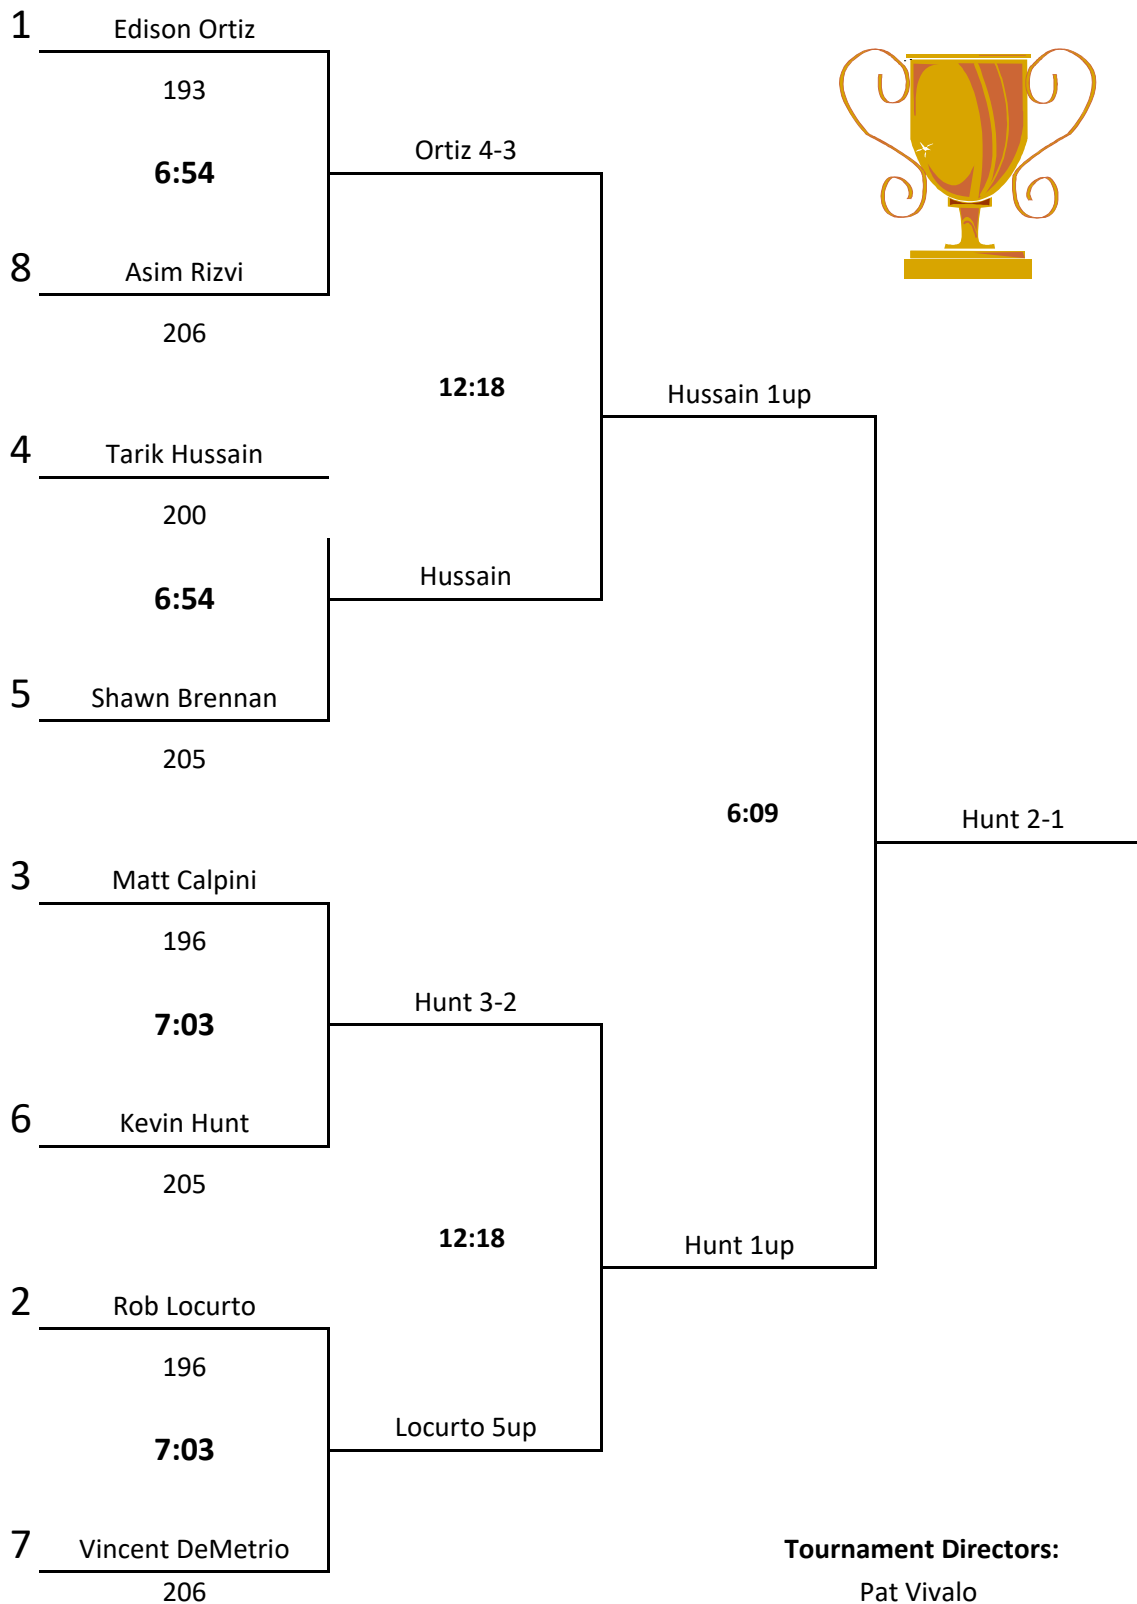 1 Edison Ortiz
193
6:54
Ortiz 4-3
8 Asim Rizvi
206
12:18
Hussain 1up
4 Tarik Hussain
200
6:54
Hussain
5 Shawn Brennan
205
6:09
Hunt 2-1
3 Matt Calpini
196
7:03
Hunt 3-2
6 Kevin Hunt
205
12:18
Hunt 1up
2 Rob Locurto
196
7:03
Locurto 5up
7 Vincent DeMetrio
206
Tournament Directors:
Pat Vivalo